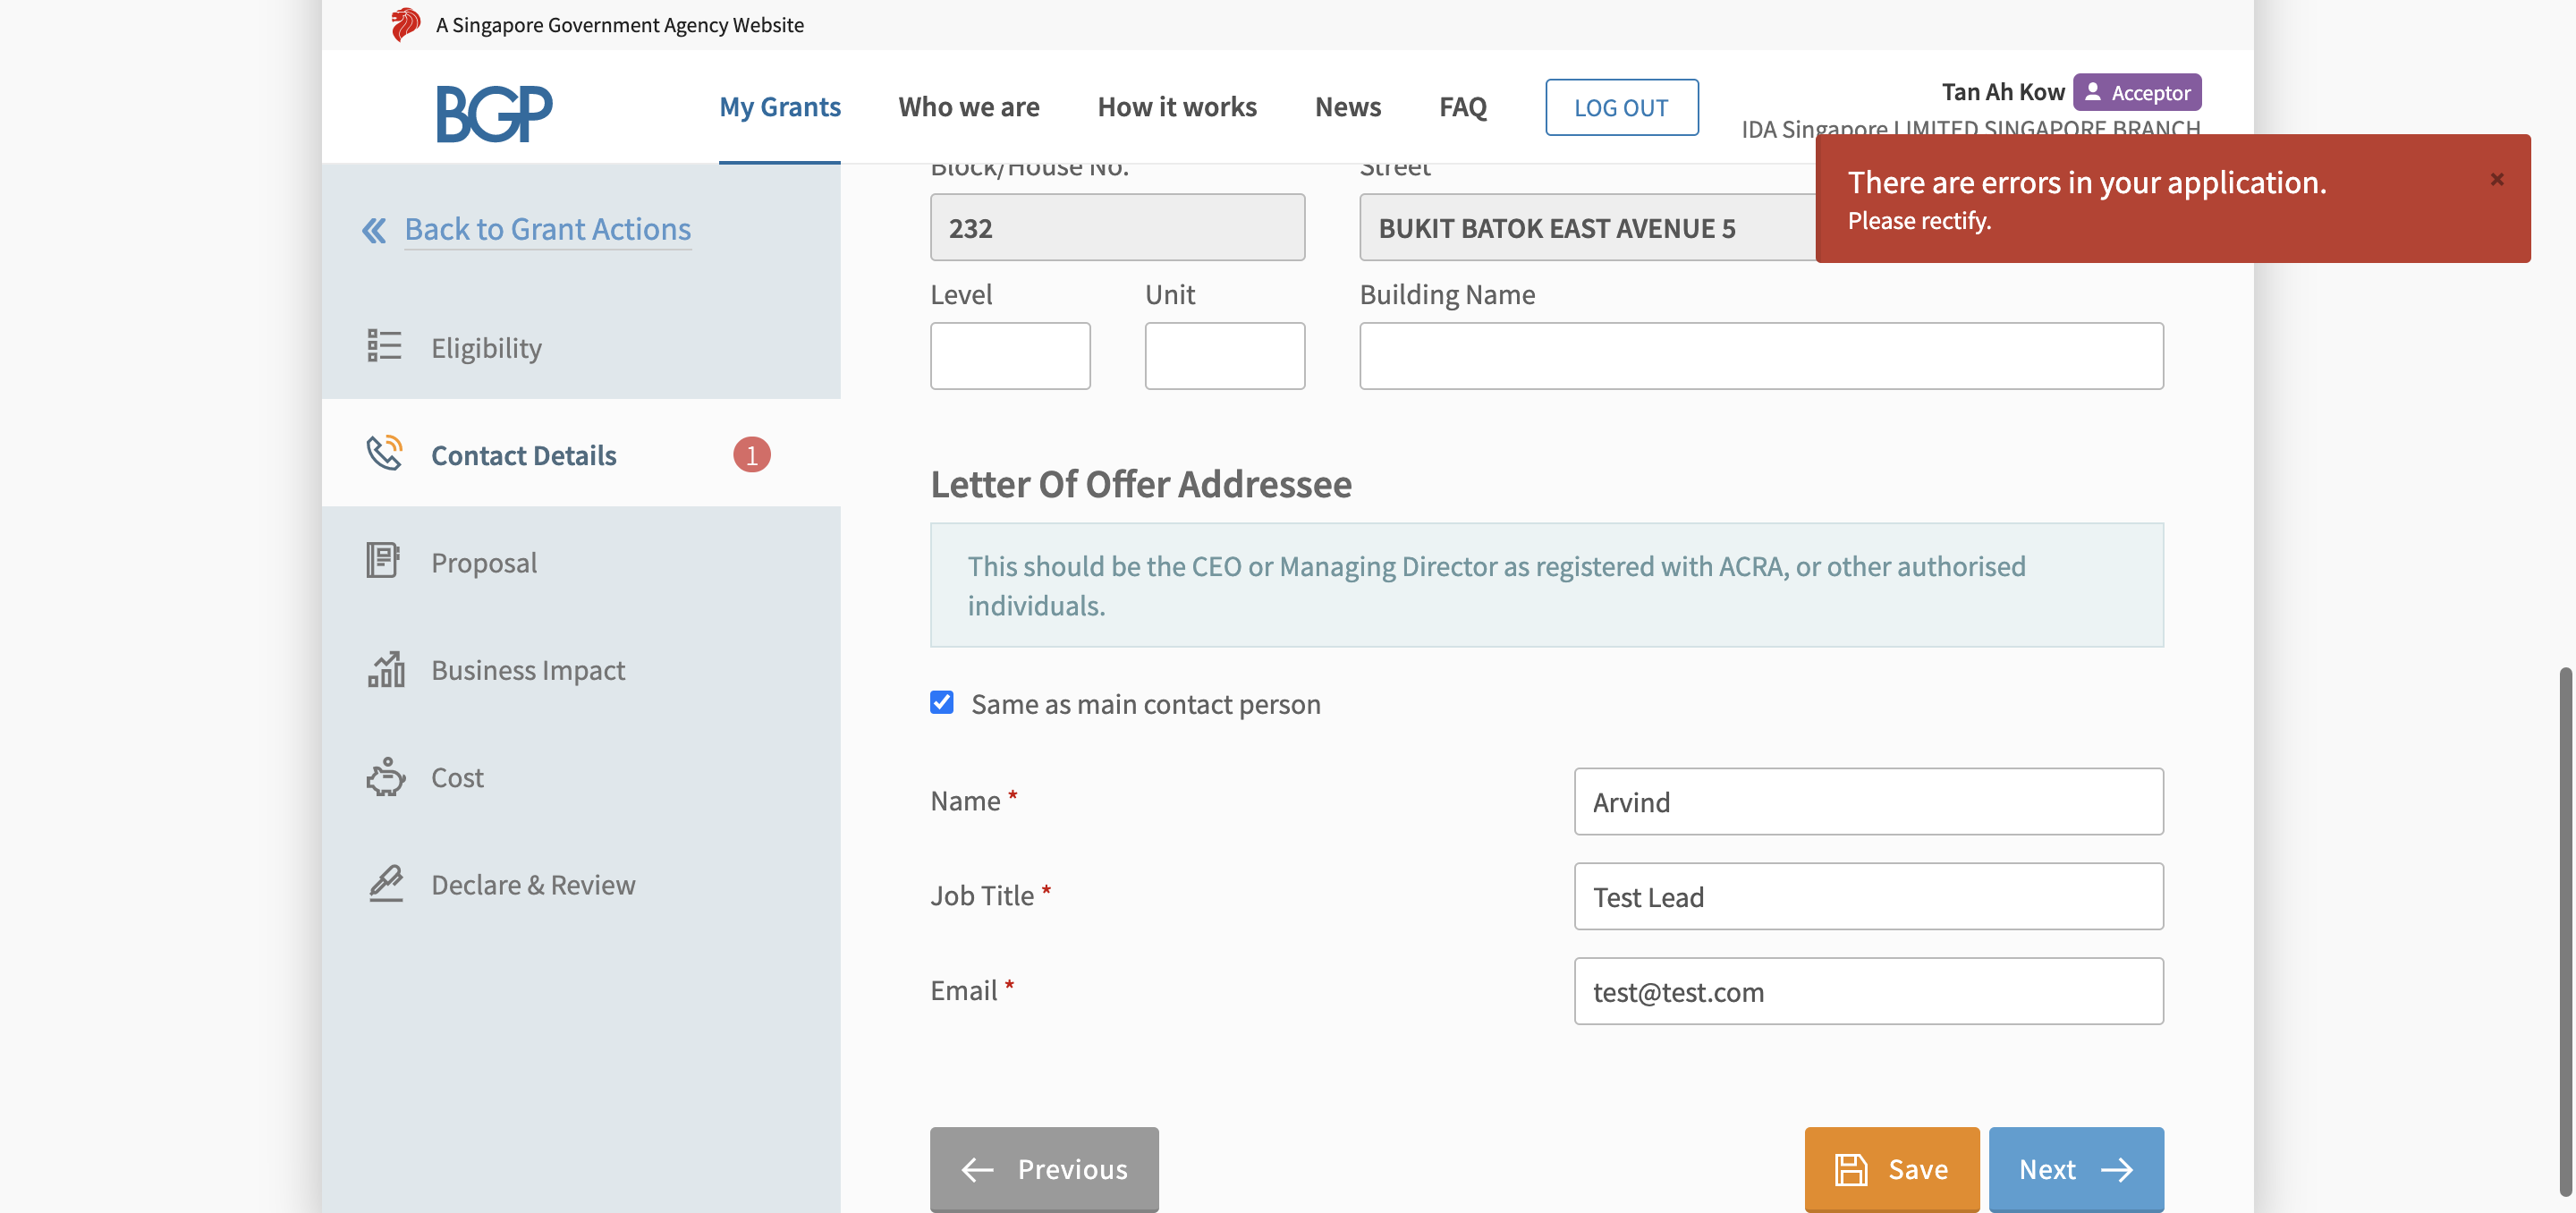 A Singapore Government Agency Website
BGP
My Grants
Who we are
How it works
News
FAQ
LOG OUT
Tan Ah Kow
Acceptor
IDA Singapore LIMITED SINGAPORE BRANCH
There are errors in your application.
Please rectify.
×
Back to Grant Actions
Eligibility
Contact Details
1
Proposal
Business Impact
Cost
Declare & Review
Block/House No.
Street
232
BUKIT BATOK EAST AVENUE 5
Level
Unit
Building Name
Letter Of Offer Addressee
This should be the CEO or Managing Director as registered with ACRA, or other authorised
individuals.
Same as main contact person
Name *
Arvind
Job Title *
Test Lead
Email *
test@test.com
Previous
Save
Next